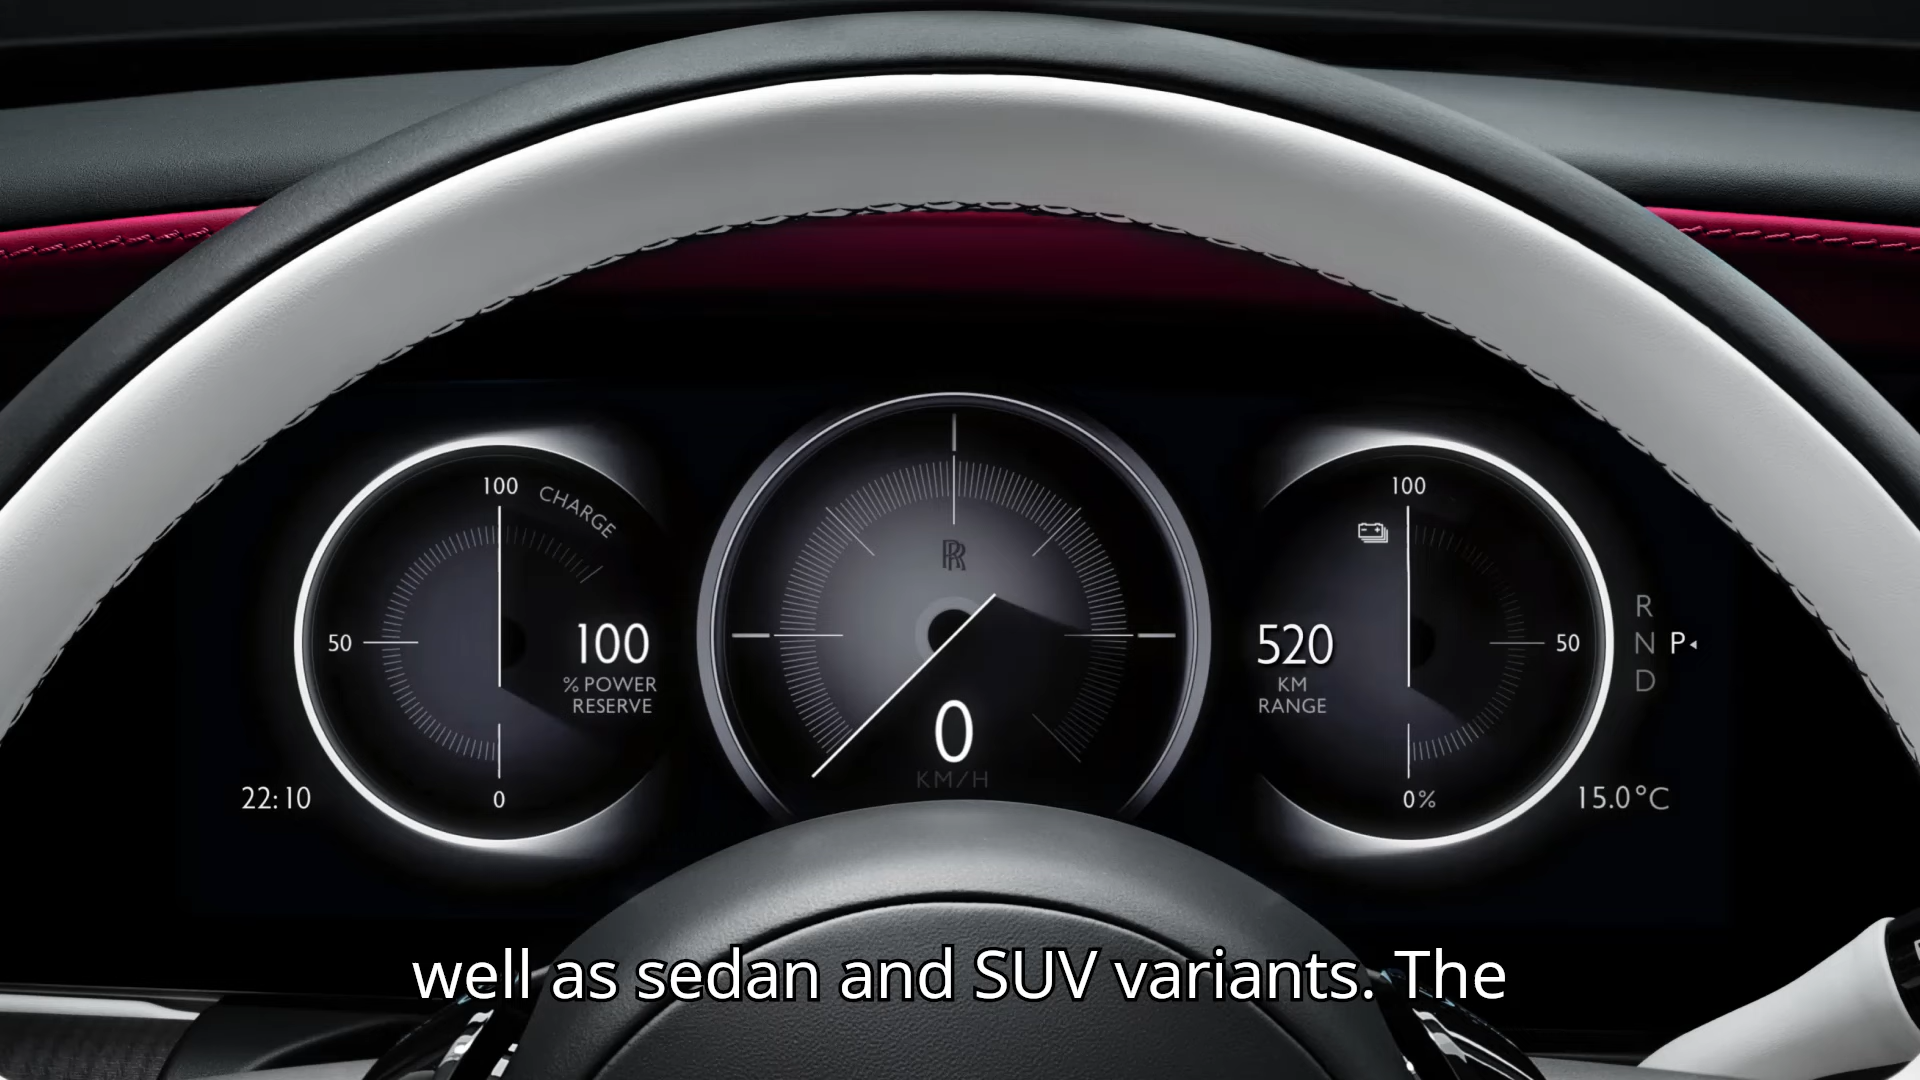 100
CHARGE
50
100
% POWER
RESERVE
0
22:10
RR
0
KM/H
100
520
KM
RANGE
50
0%
R
N P
D
15.0°C
well as sedan and SUV variants. The